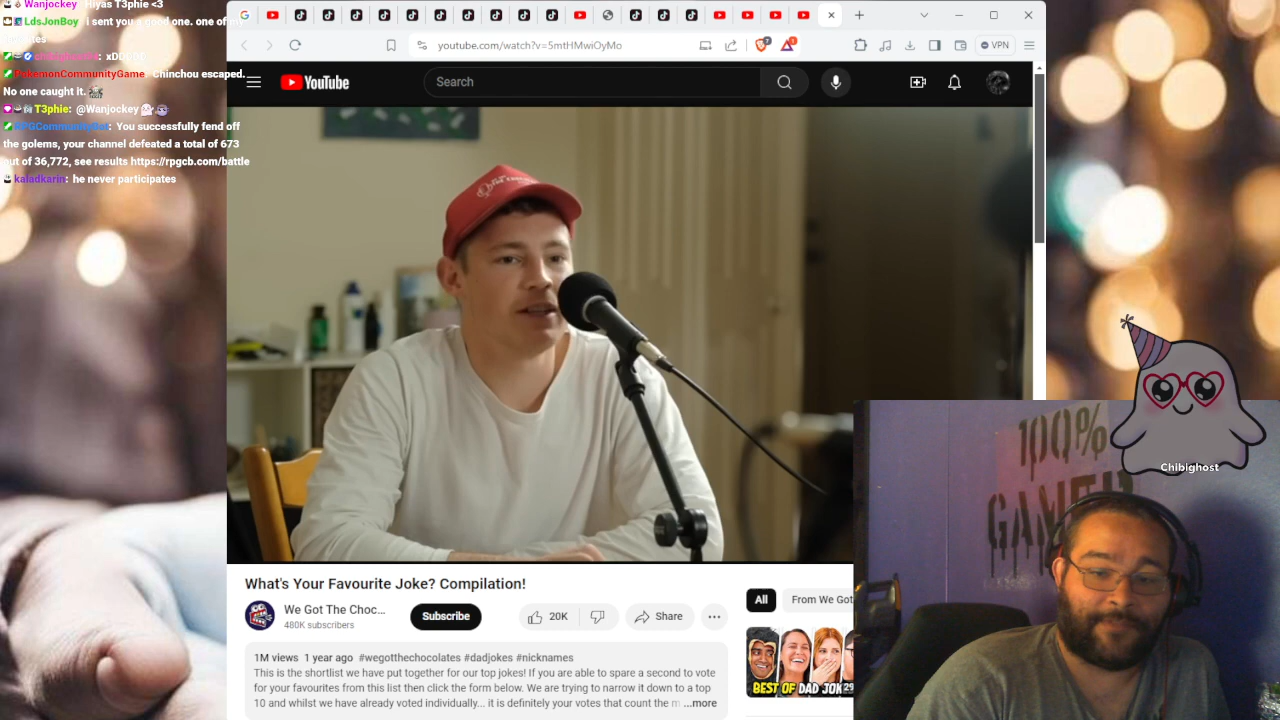 Wanjockey Hiyas T3phie <3
LdsJonBoy i sent you a good one. one of my
xDD
PokemonCommunityGame Chinchou escaped.
No one caught it.
T3phie: @Wanjockey
You successfully fend off
the golems, your channel defeated a total of 673
out of 36,772, see results https://rpgcb.com/battle
kaladkarin: he never participates
youtube.com/watch?v=5mtHMwiOyMo
VPN
YouTube
Search
What's Your Favourite Joke? Compilation!
We Got The Choc...
480K subscribers
Subscribe
20K
Share
All
From We Got
1M views 1 year ago #wegotthechocolates #dadjokes #nicknames
This is the shortlist we have put together for our top jokes! If you are able to spare a second to vote
for your favourites from this list then click the form below. We are trying to narrow it down to a top
10 and whilst we have already voted individually... it is definitely your votes that count the m ...more
BEST OF DAD JOK
29
100%
GAMER
Chibighost